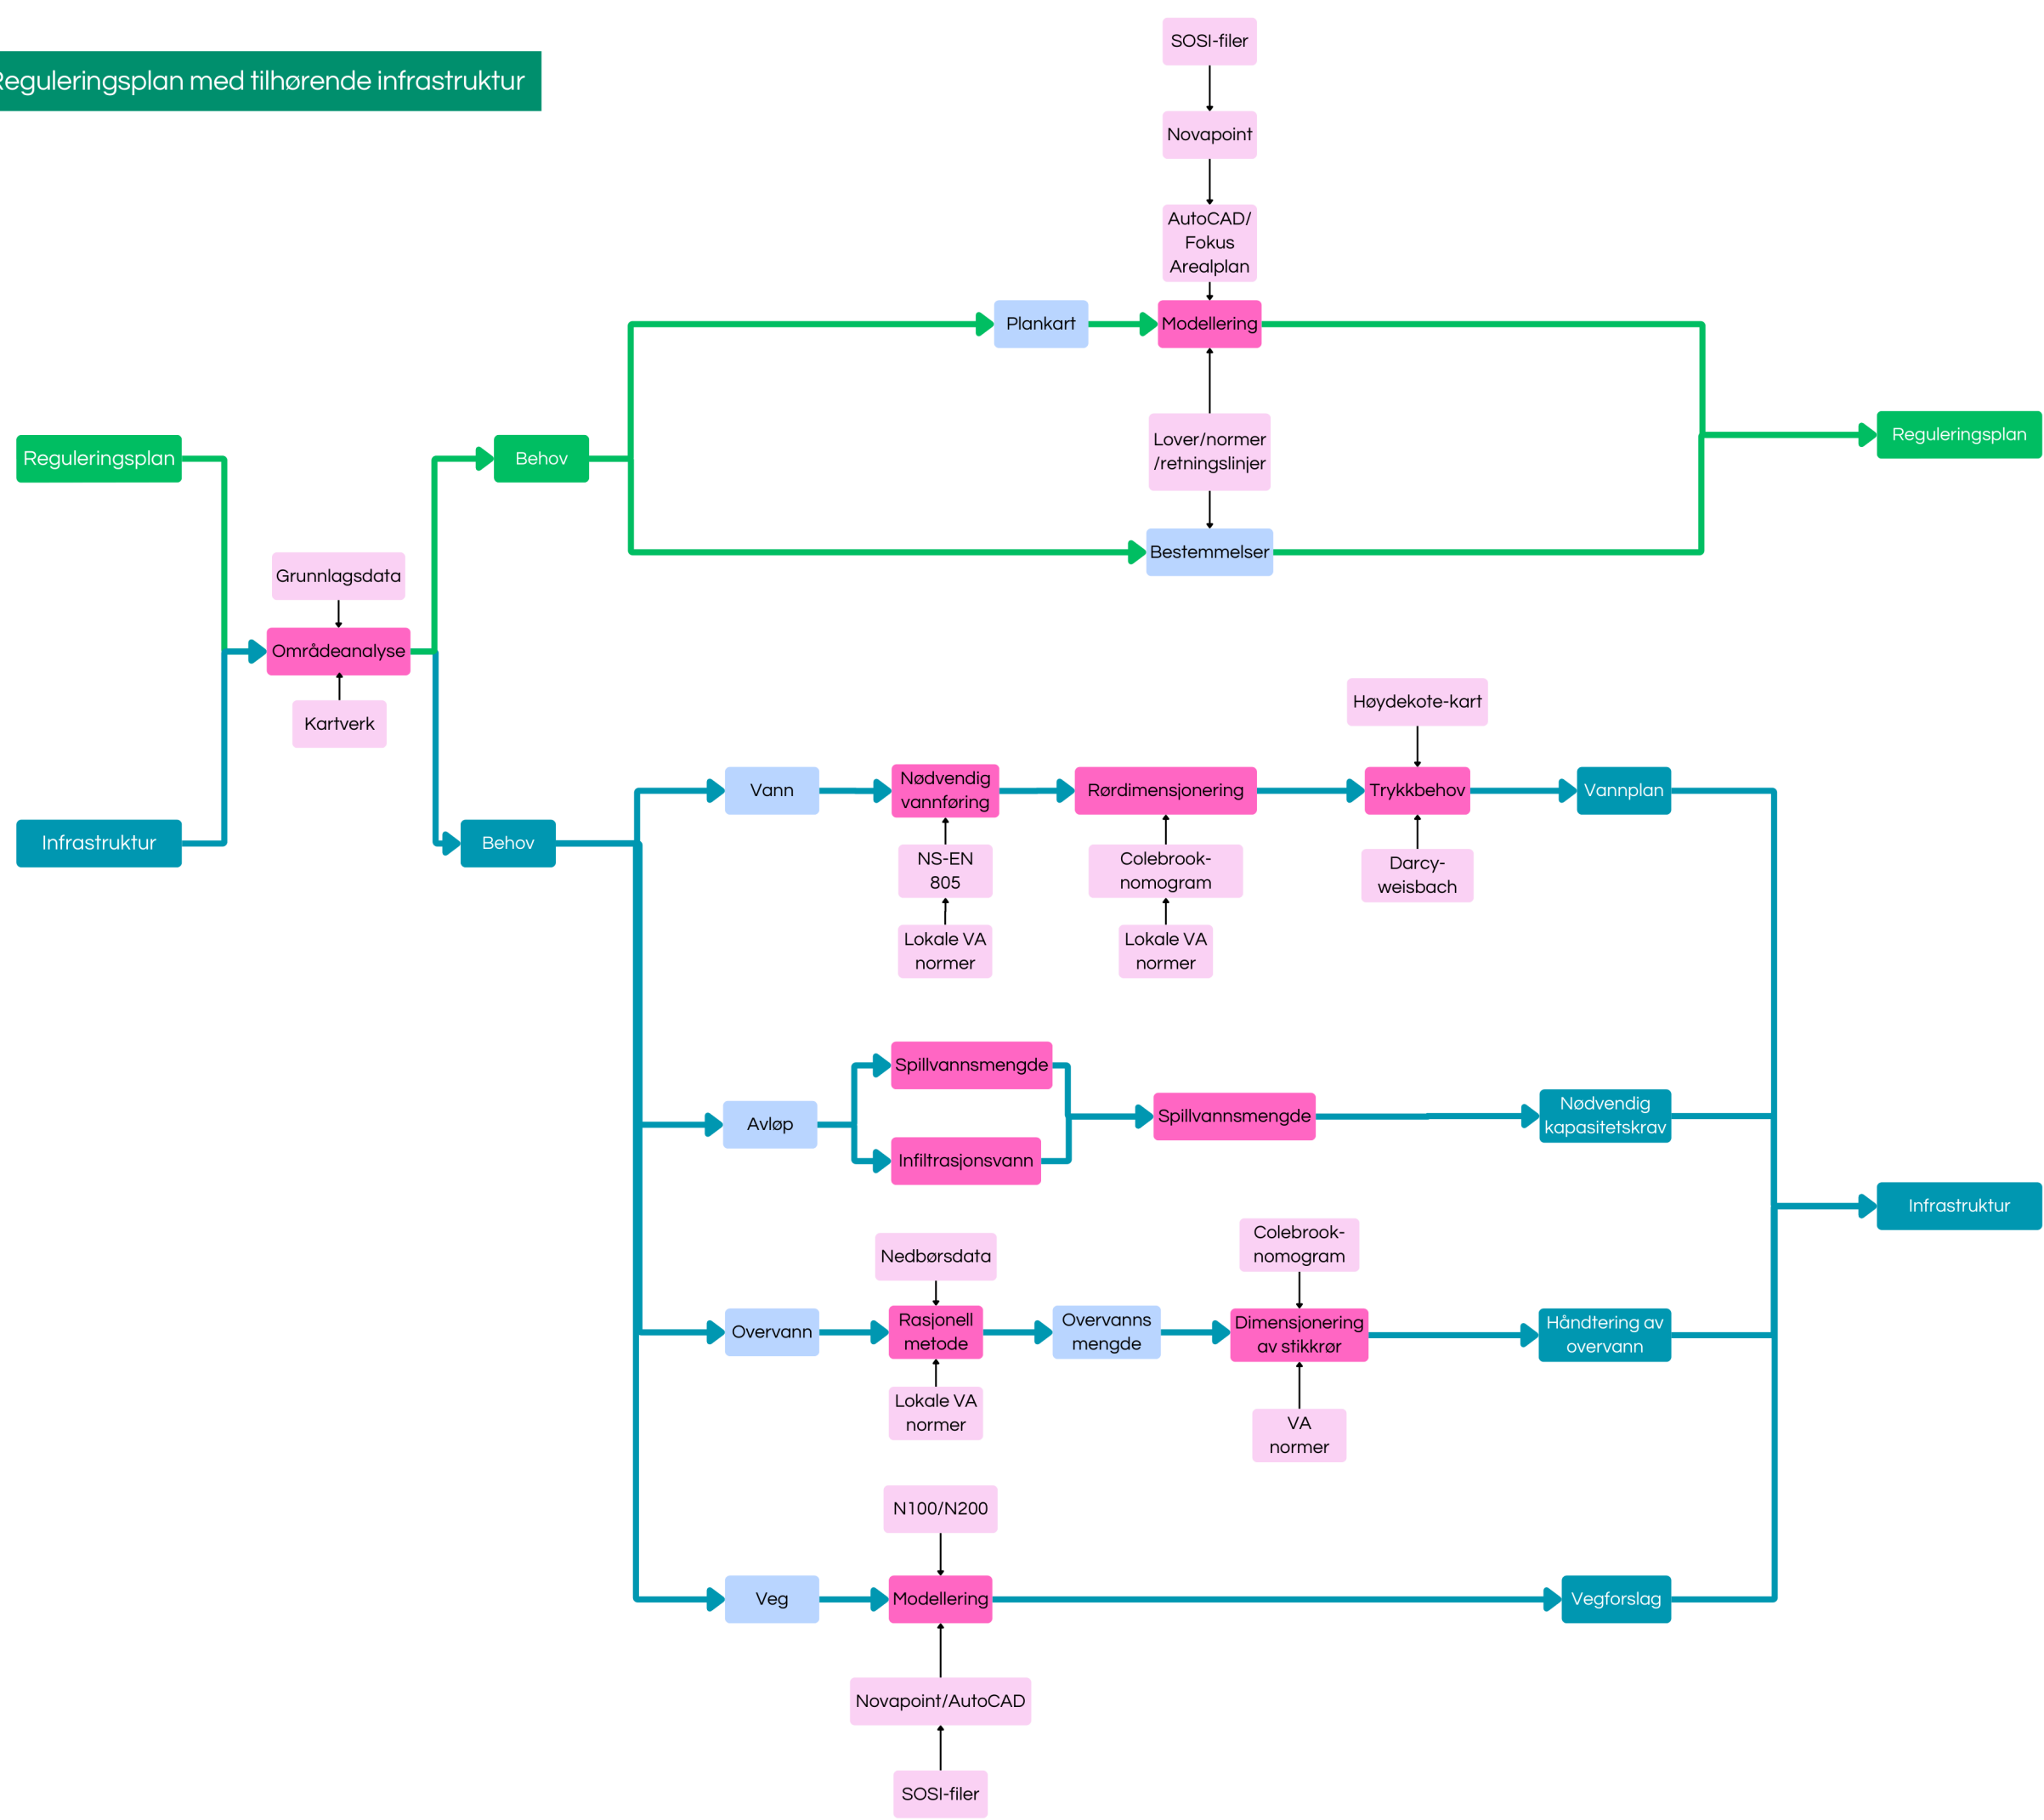 Reguleringsplan med tilhørende infrastruktur
SOSI-filer
Novapoint
AutoCAD/
Fokus
Arealplan
Plankart
Modellering
Lover/normer
/retningslinjer
Reguleringsplan
Reguleringsplan
Behov
Bestemmelser
Grunnlagsdata
Områdeanalyse
Kartverk
Infrastruktur
Behov
Høydekote-kart
Vann
Nødvendig
vannføring
Rørdimensjonering
Trykkbehov
Vannplan
NS-EN
805
Colebrook-
nomogram
Darcy-
weisbach
Lokale VA
normer
Lokale VA
normer
Spillvannsmengde
Avløp
Spillvannsmengde
Nødvendig
kapasitetskrav
Infiltrasjonsvann
Infrastruktur
Nedbørsdata
Colebrook-
nomogram
Overvann
Rasjonell
metode
Overvanns
mengde
Dimensjonering
av stikkrør
Håndtering av
overvann
Lokale VA
normer
VA
normer
N100/N200
Veg
Modellering
Vegforslag
Novapoint/AutoCAD
SOSI-filer